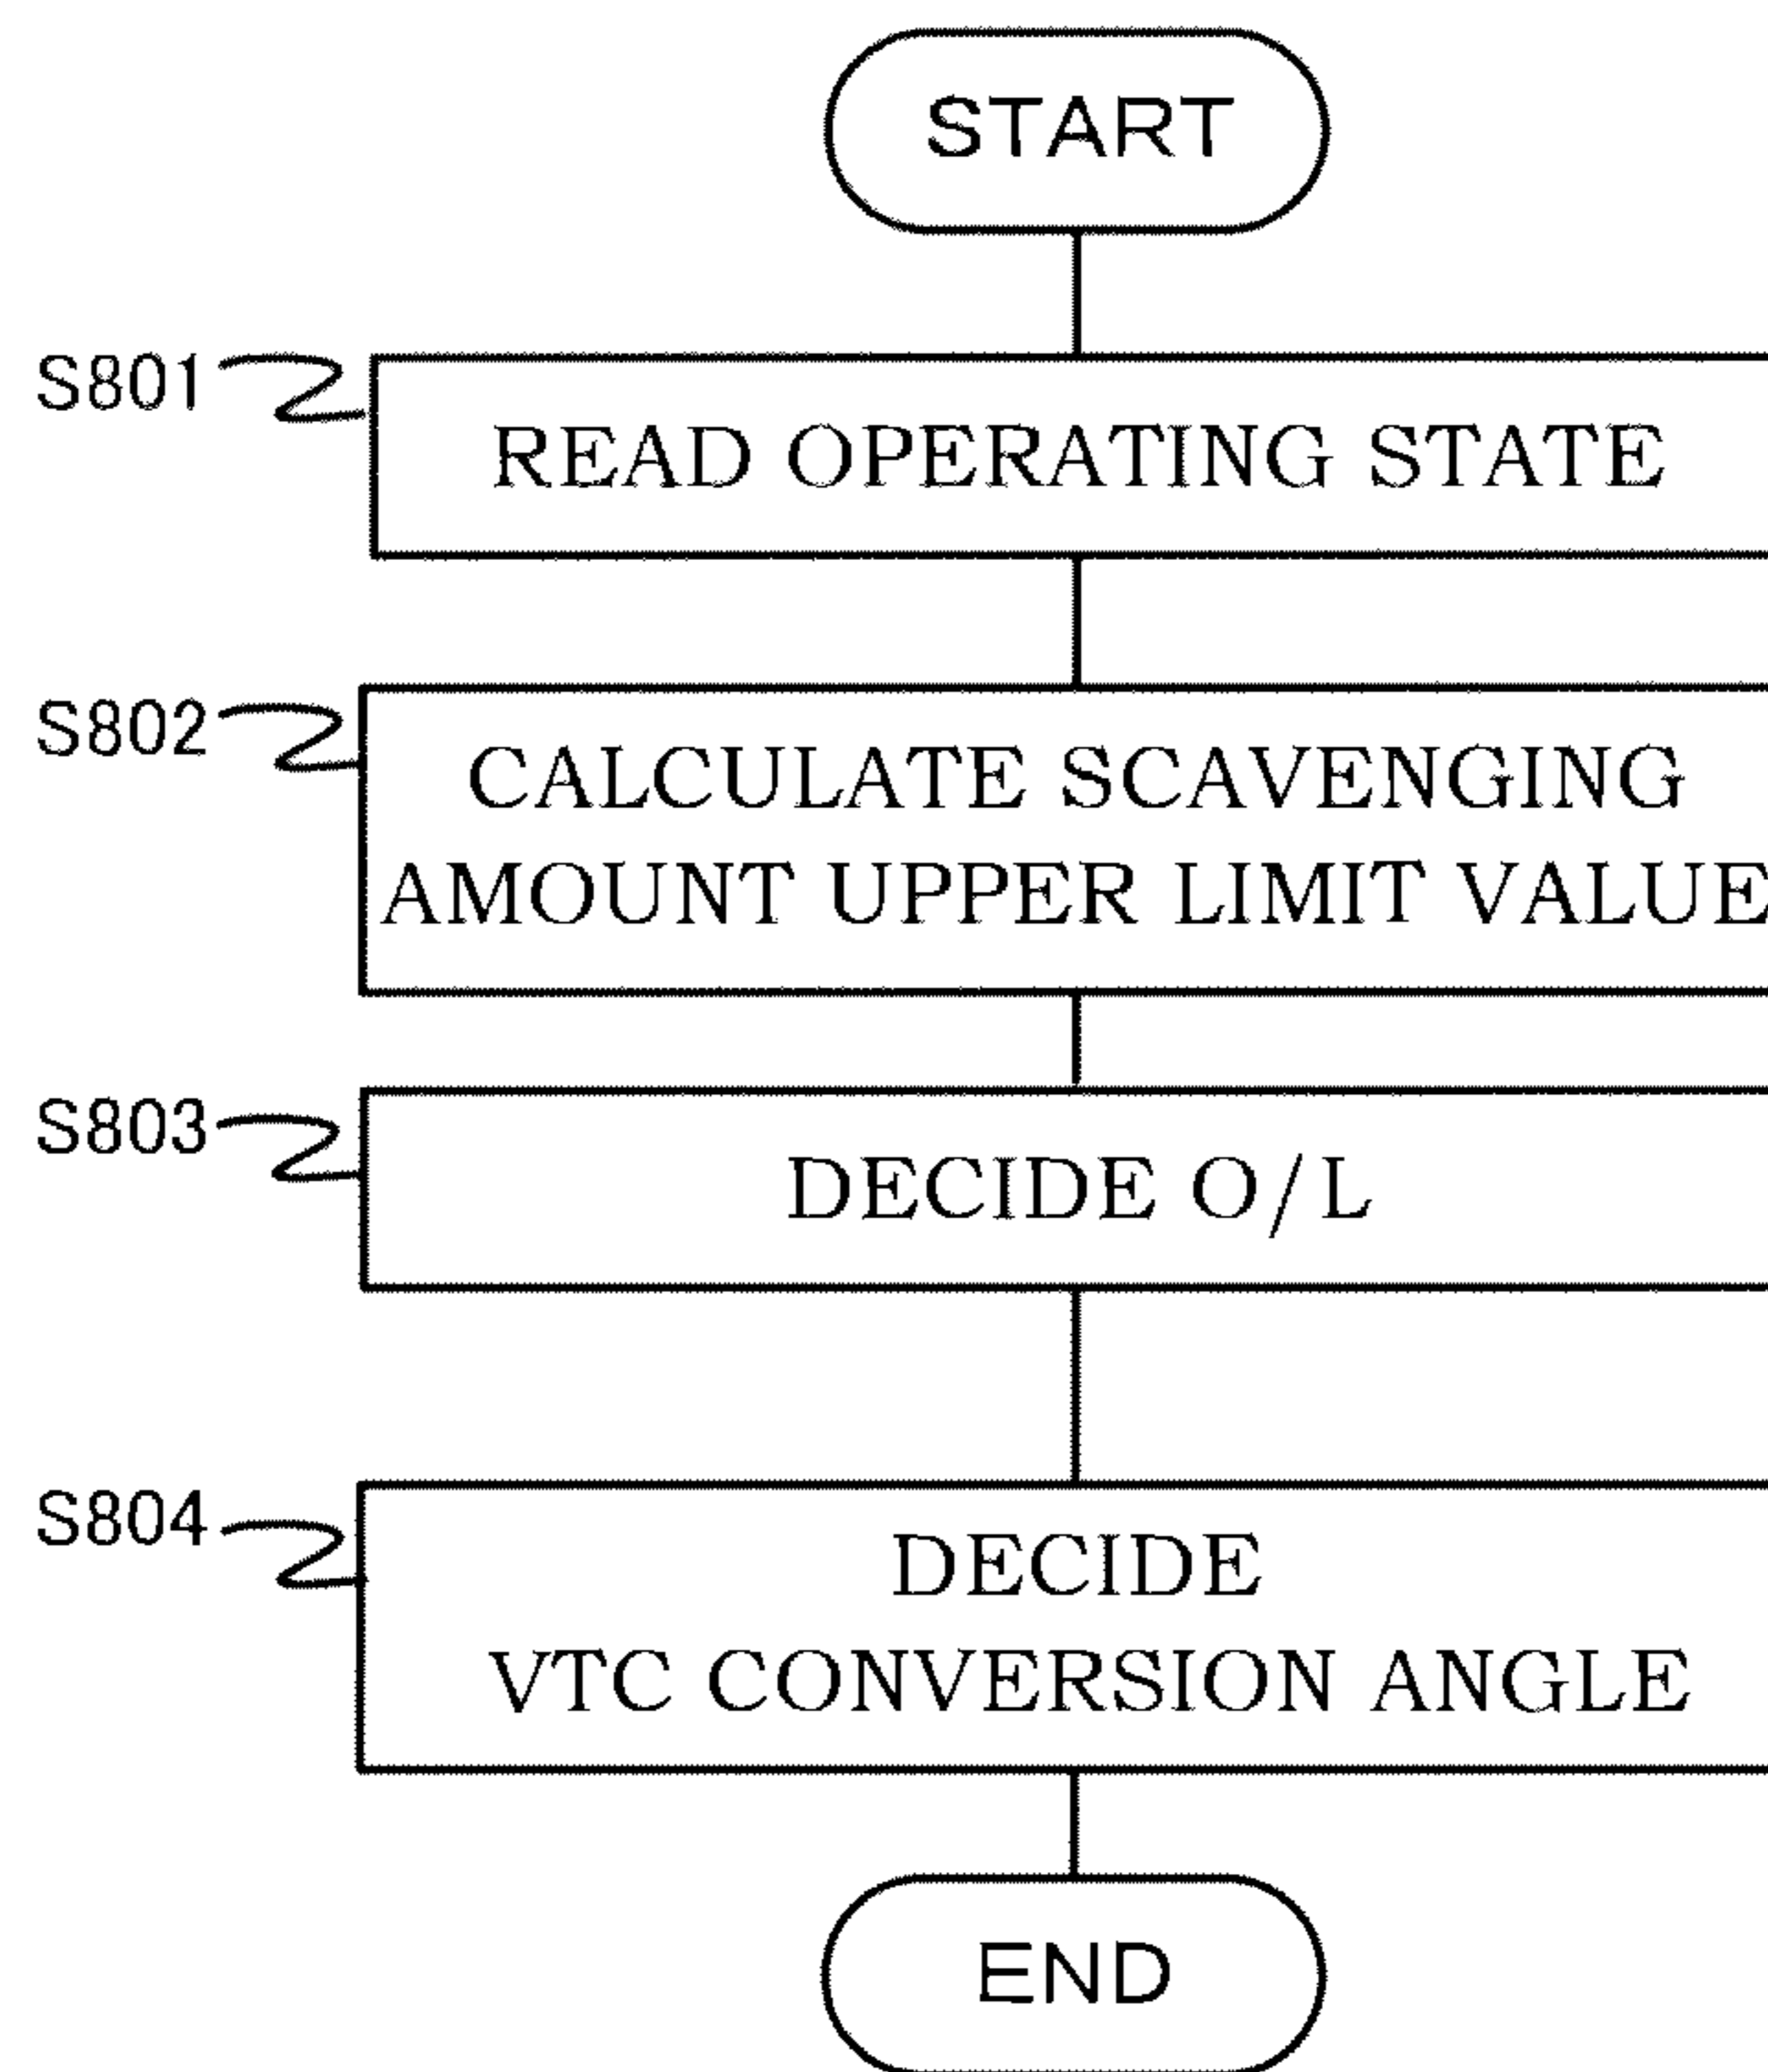 START
S801
READ OPERATING STATE
S802
CALCULATE SCAVENGING
AMOUNT UPPER LIMIT VALUE
S803
DECIDE O/L
S804
DECIDE
VTC CONVERSION ANGLE
END